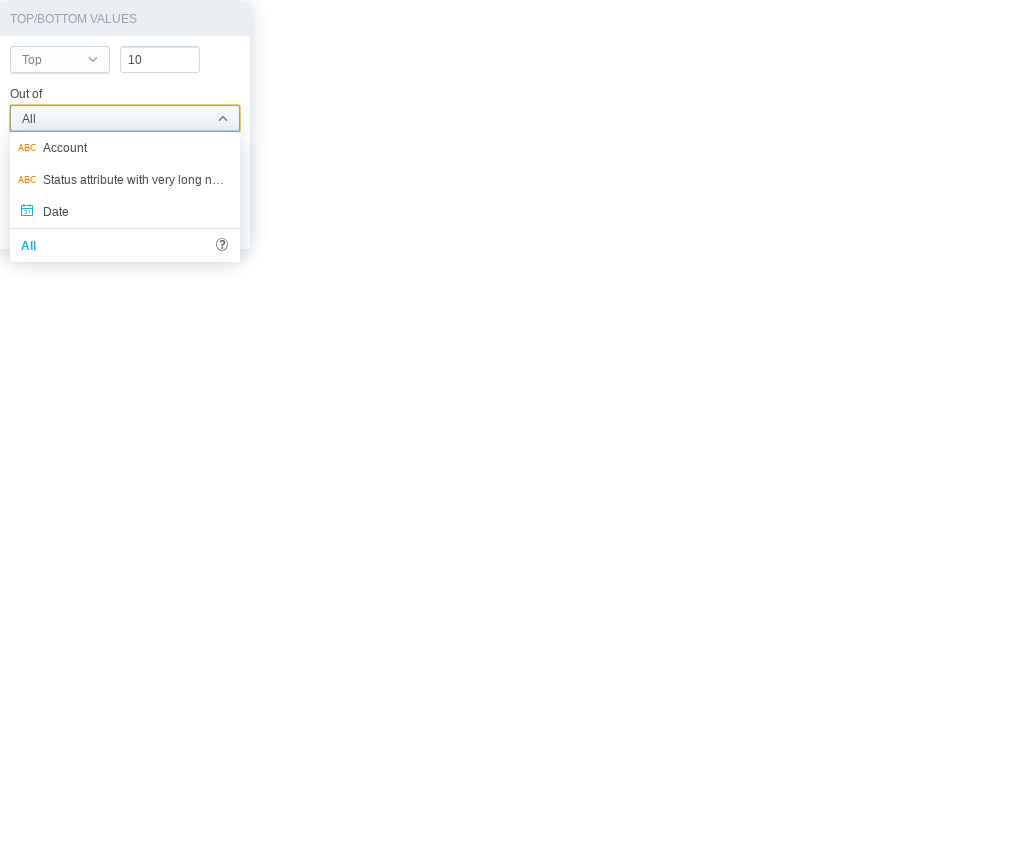 TOP/BOTTOM VALUES
Top
10
Out of
All
ABC Account
ABC Status attribute with very long n…
Date
All